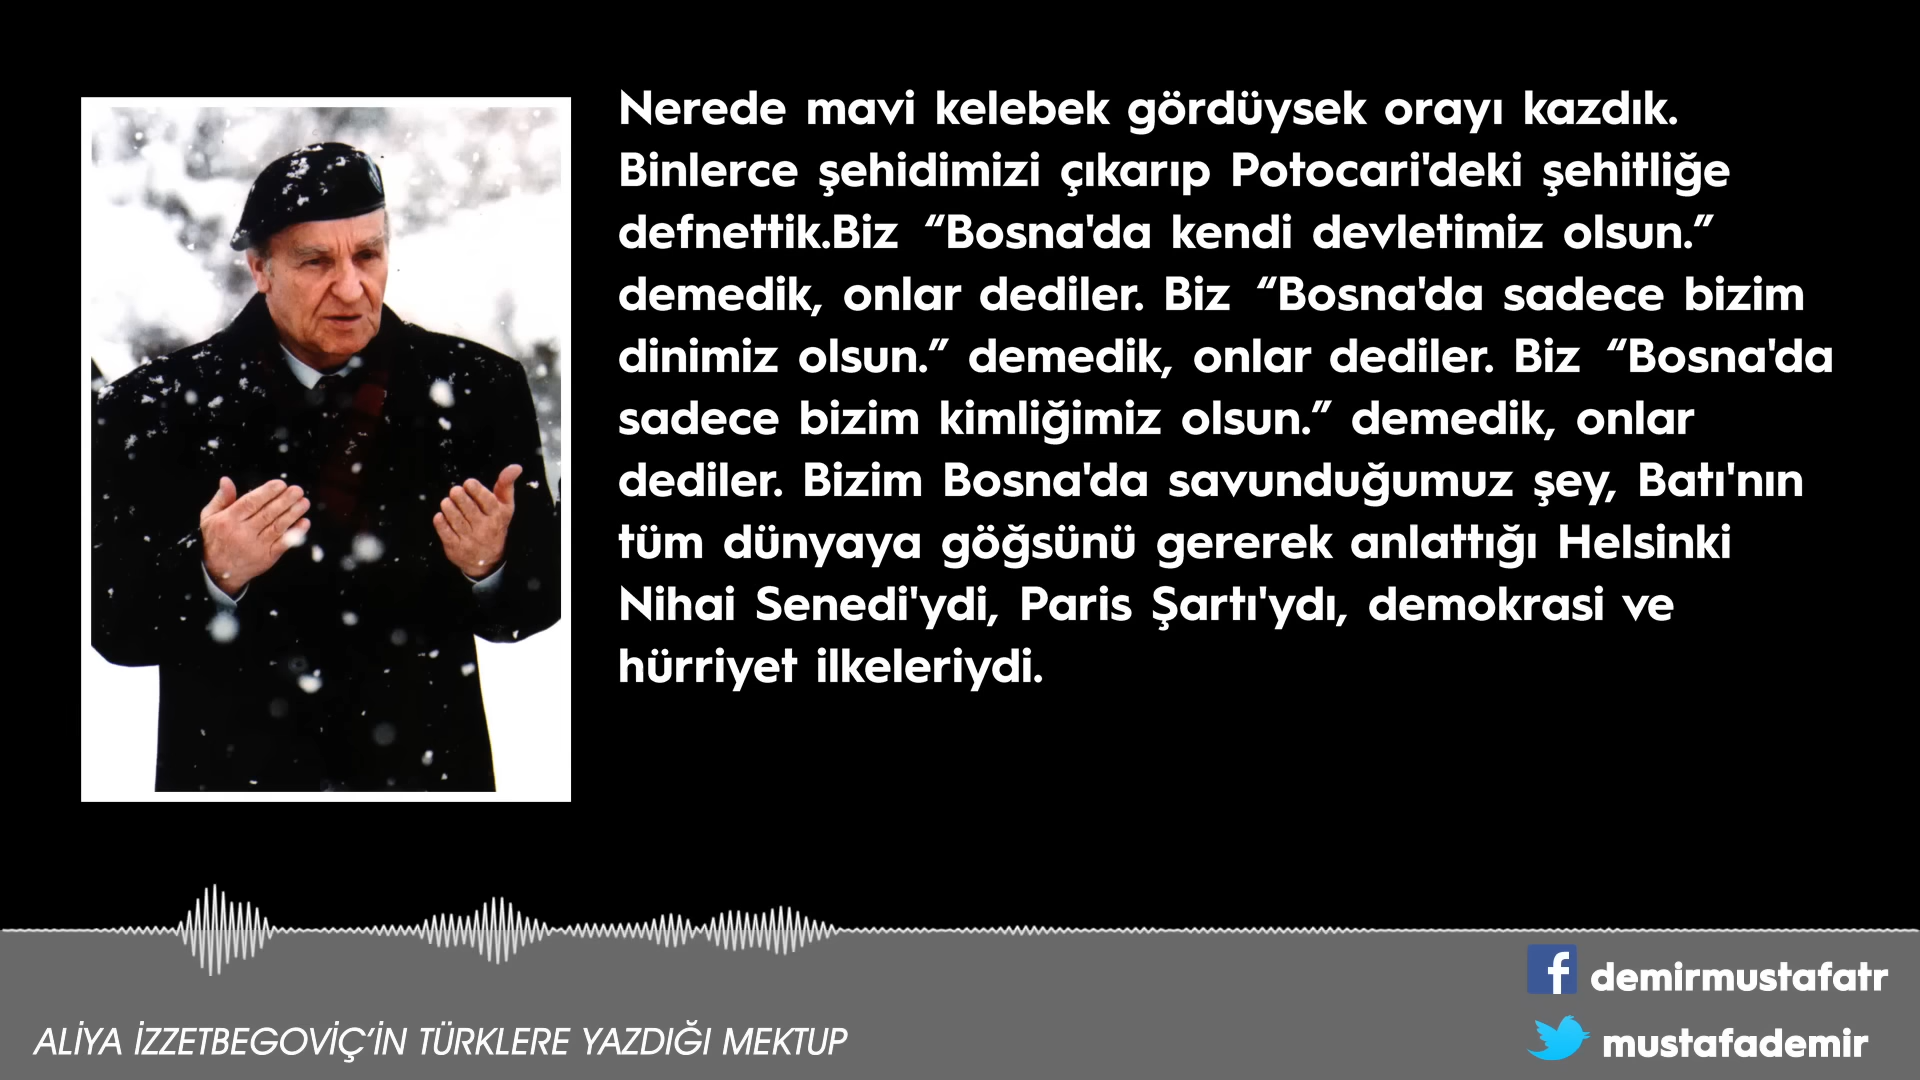 Nerede mavi kelebek gördüysek orayı kazdık.
Binlerce şehidimizi çıkarıp Potocari'deki şehitliğe
defnettik.Biz “Bosna'da kendi devletimiz olsun.”
demedik, onlar dediler. Biz “Bosna'da sadece bizim
dinimiz olsun.” demedik, onlar dediler. Biz “Bosna'da
sadece bizim kimliğimiz olsun.” demedik, onlar
dediler. Bizim Bosna'da savunduğumuz şey, Batı'nın
tüm dünyaya göğsünü gererek anlattığı Helsinki
Nihai Senedi'ydi, Paris Şartı'ydı, demokrasi ve
hürriyet ilkeleriydi.
f demirmustafatr
ALİYA İZZETBEGOVİÇ’İN TÜRKLERE YAZDIĞI MEKTUP
mustafademir